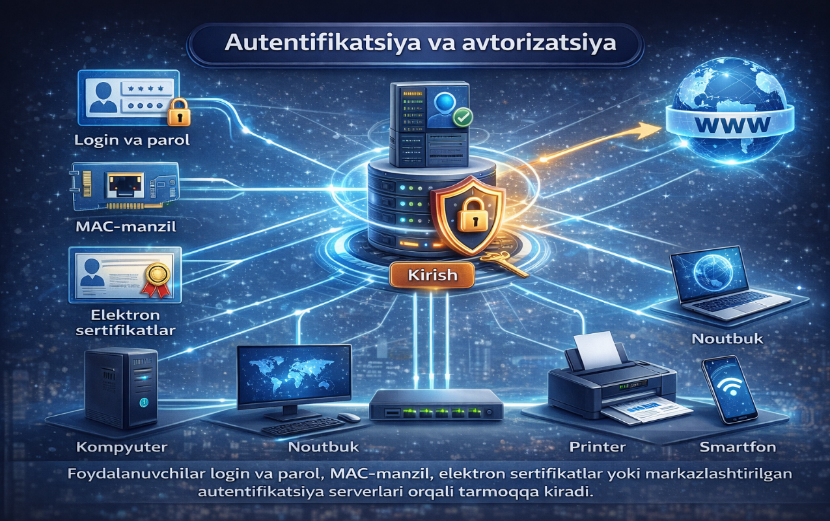 Autentifikatsiya va avtorizatsiya
Login va parol
MAC-manzil
Elektron
sertifikatlar
Kirish
WWW
Noutbuk
Kompyuter
Noutbuk
Printer
Smartfon
Foydalanuvchilar login va parol, MAC-manzil, elektron sertifikatlar yoki markazlashtirilgan
autentifikatsiya serverlari orqali tarmoqqa kiradi.